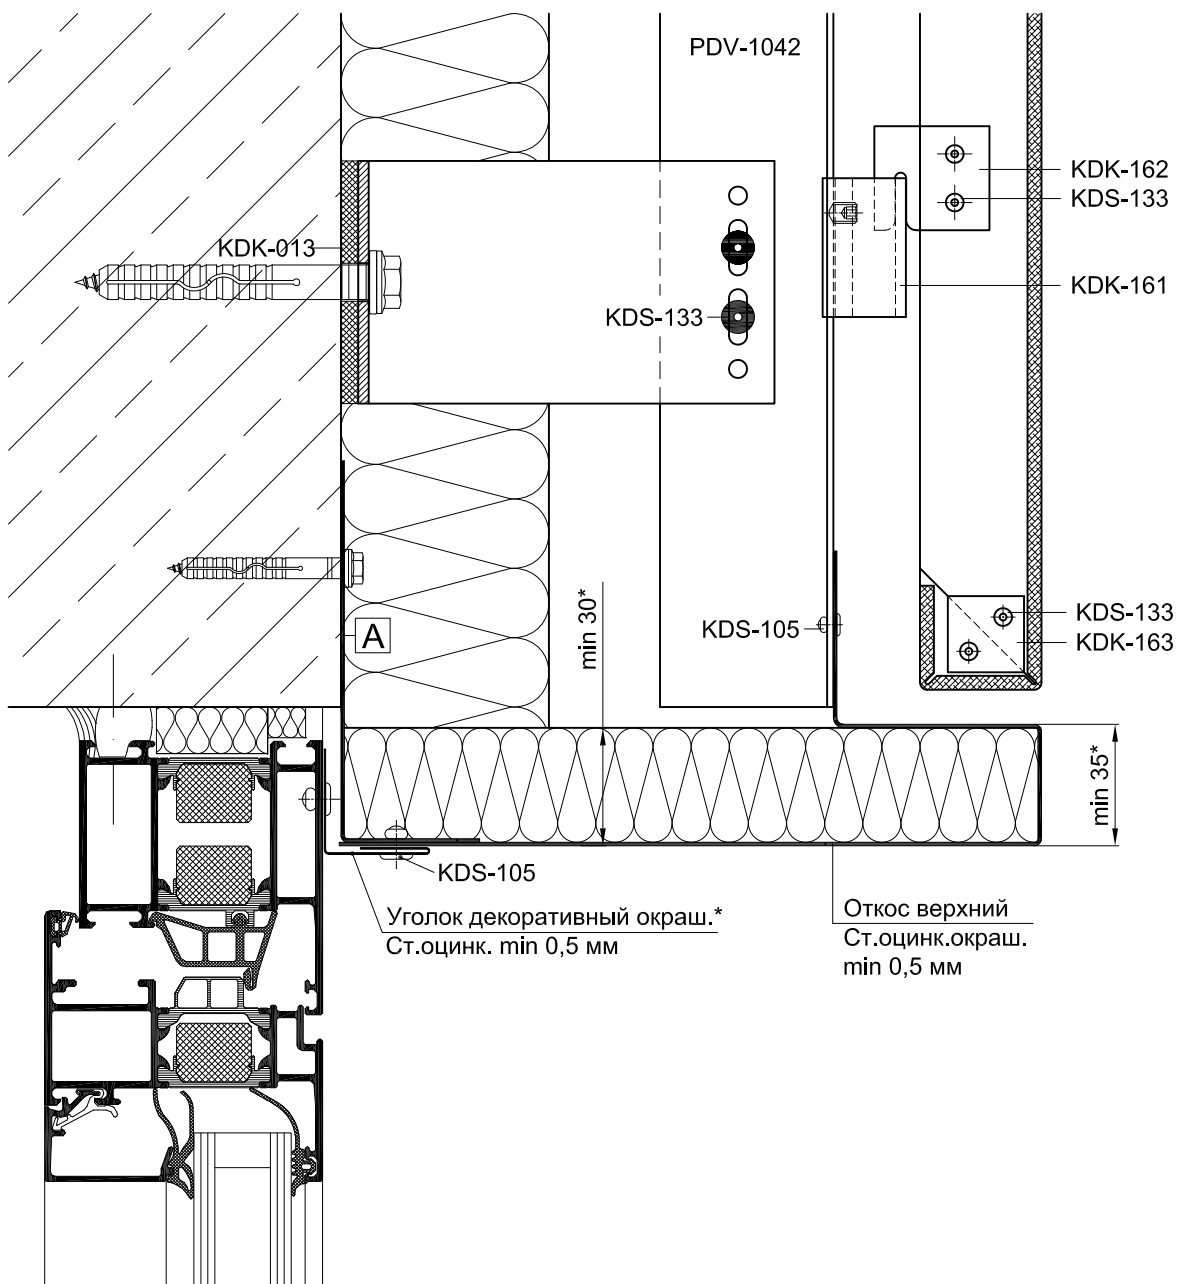 PDV-1042
KDK-162
KDS-133
KDK-013
KDK-161
KDS-133
min 30*
KDS-133
KDS-105
A
KDK-163
min 35*
KDS-105
Уголок декоративный окраш.*
Ст.оцинк. min 0,5 мм
Откос верхний
Ст.оцинк.окраш.
min 0,5 мм